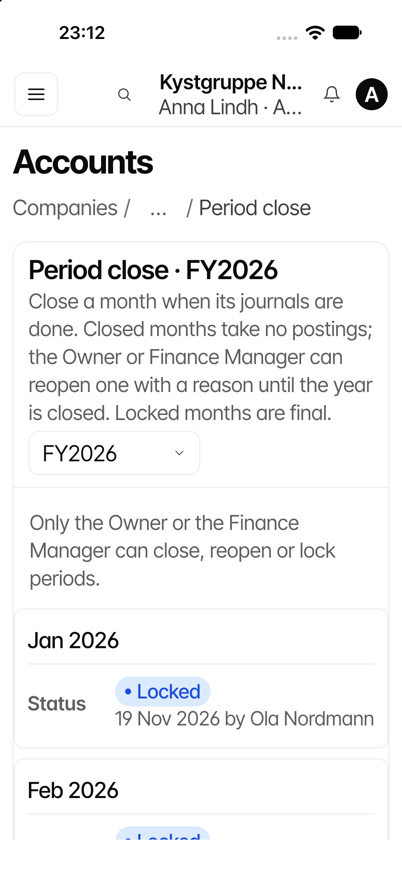 23:12
Kystgruppe N...
Anna Lindh · A...
A
Accounts
Companies / ... / Period close
Period close · FY2026
Close a month when its journals are
done. Closed months take no postings;
the Owner or Finance Manager can
reopen one with a reason until the year
is closed. Locked months are final.
FY2026
Only the Owner or the Finance
Manager can close, reopen or lock
periods.
Jan 2026
Status
• Locked
19 Nov 2026 by Ola Nordmann
Feb 2026
• Locked